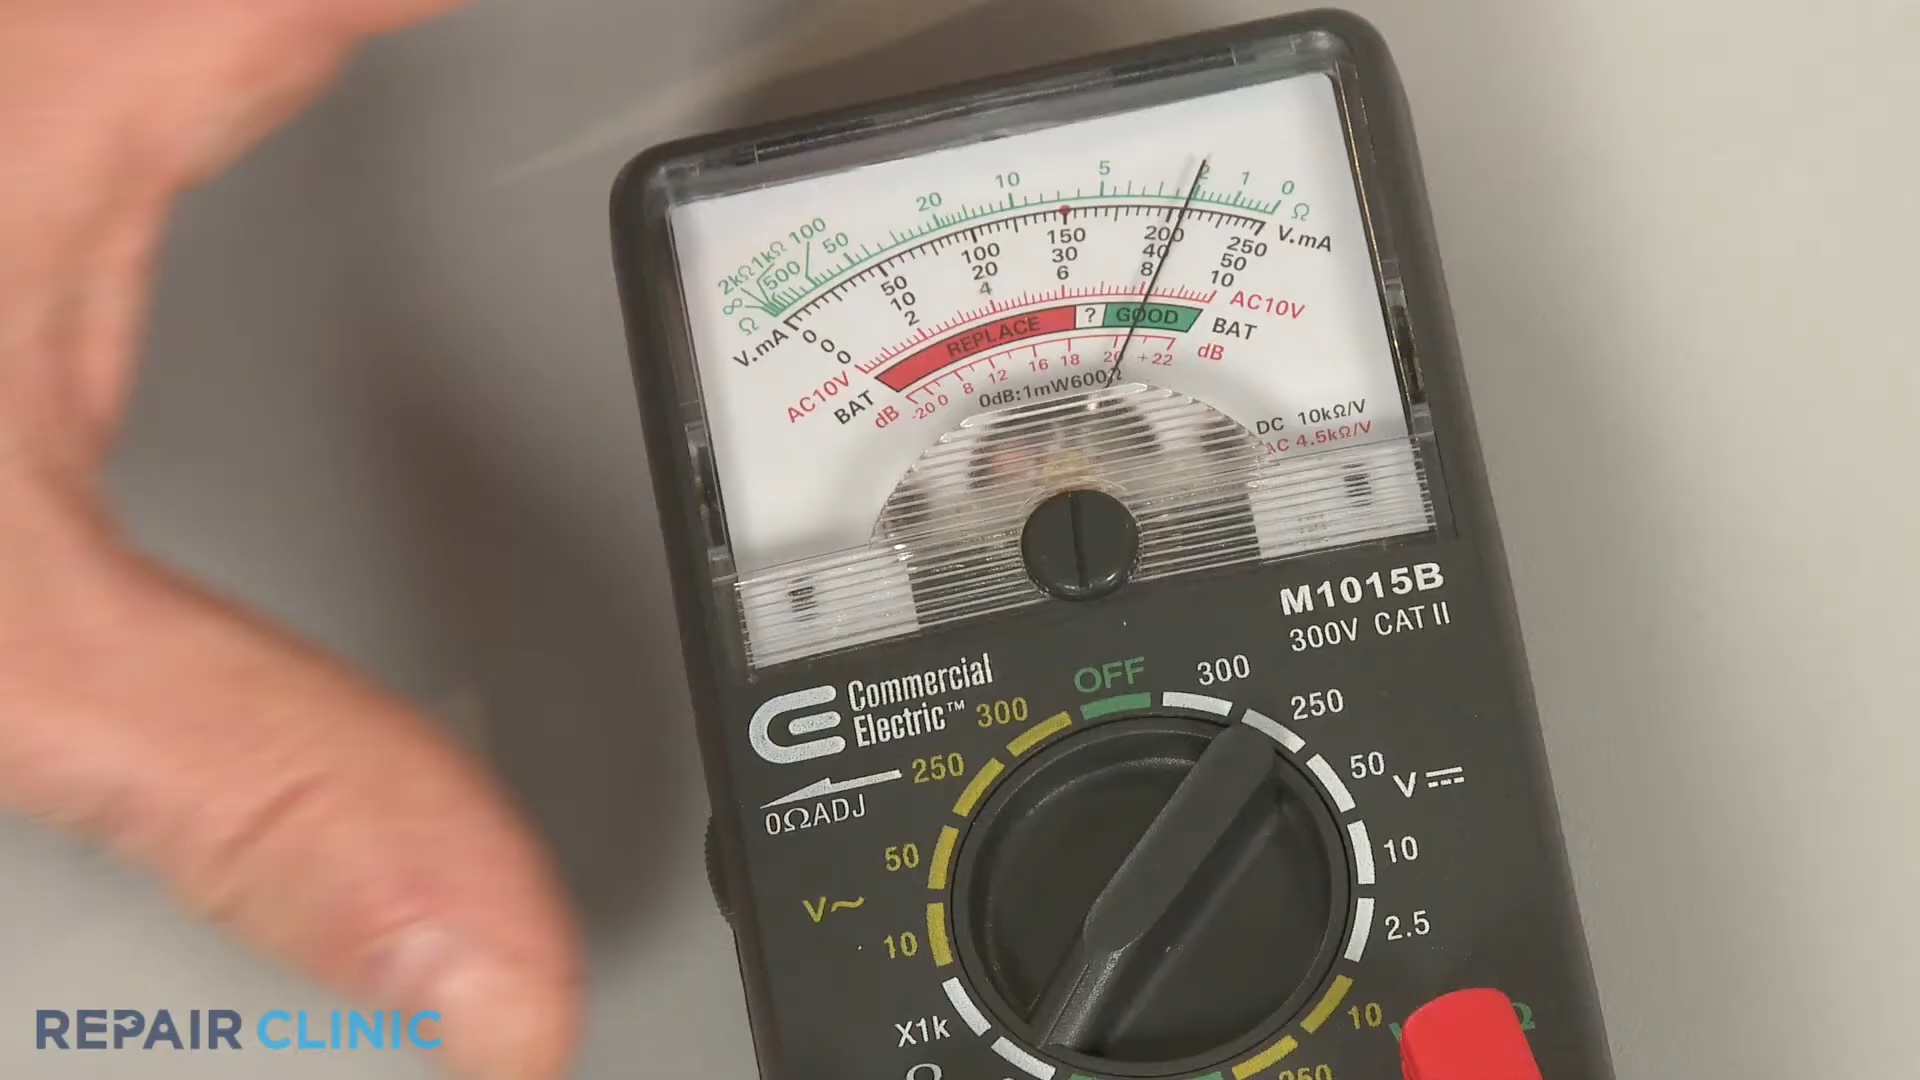 2kΩ 1kΩ 100 20 10 5 2 1 0
∞ 500 50 Ω
Ω
V.mA 0 50 100 150 200 250 V.mA
0 10 20 30 40 50
0 2 4 6 8 10
AC10V AC10V
BAT REPLACE ? GOOD BAT
dB -20 0 8 12 16 18 20 +22 dB
0dB:1mW600Ω
DC 10kΩ/V
AC 4.5kΩ/V
M1015B
300V CAT II
Commercial
Electric™
0ΩADJ
OFF
300
250
50
V⎓
10
2.5
300
250
50
V~
10
X1k
Ω
10
250
REPAIR CLINIC